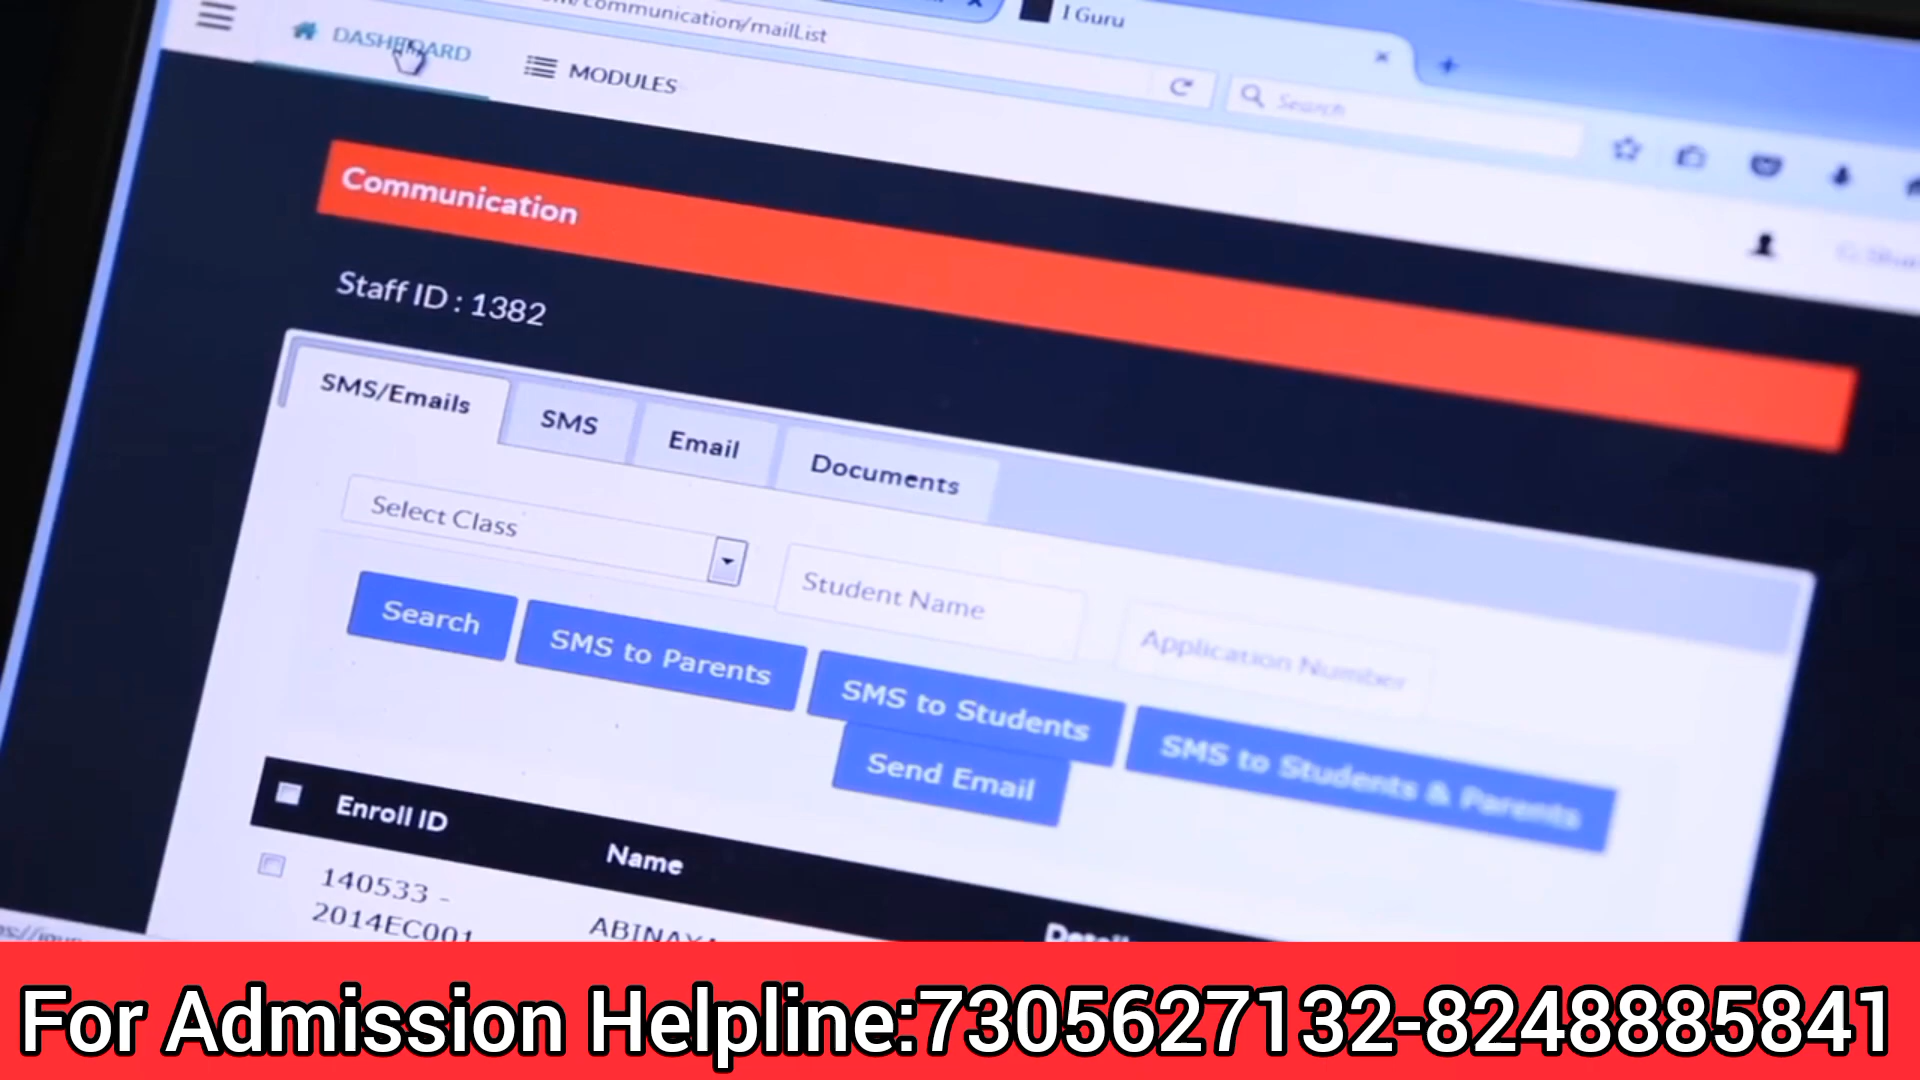 I Guru
communication/mailList
Search
DASHBOARD
MODULES
Communication
Staff ID : 1382
SMS/Emails
SMS
Email
Documents
Select Class
Student Name
Application Number
Search
SMS to Parents
SMS to Students
SMS to Students & Parents
Send Email
Enroll ID
Name
140533 -
2014EC001
For Admission Helpline:7305627132-8248885841